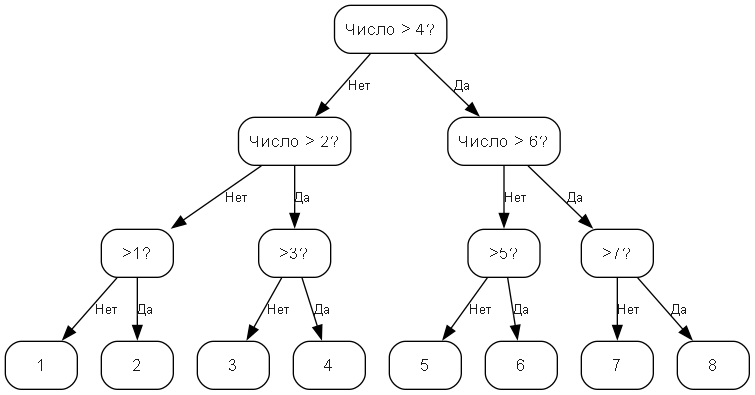 Число > 4?
Нет
Да
Число > 2?
Число > 6?
Нет
Да
Нет
Да
>1?
>3?
>5?
>7?
Нет
Да
Нет
Да
Нет
Да
Нет
Да
1
2
3
4
5
6
7
8